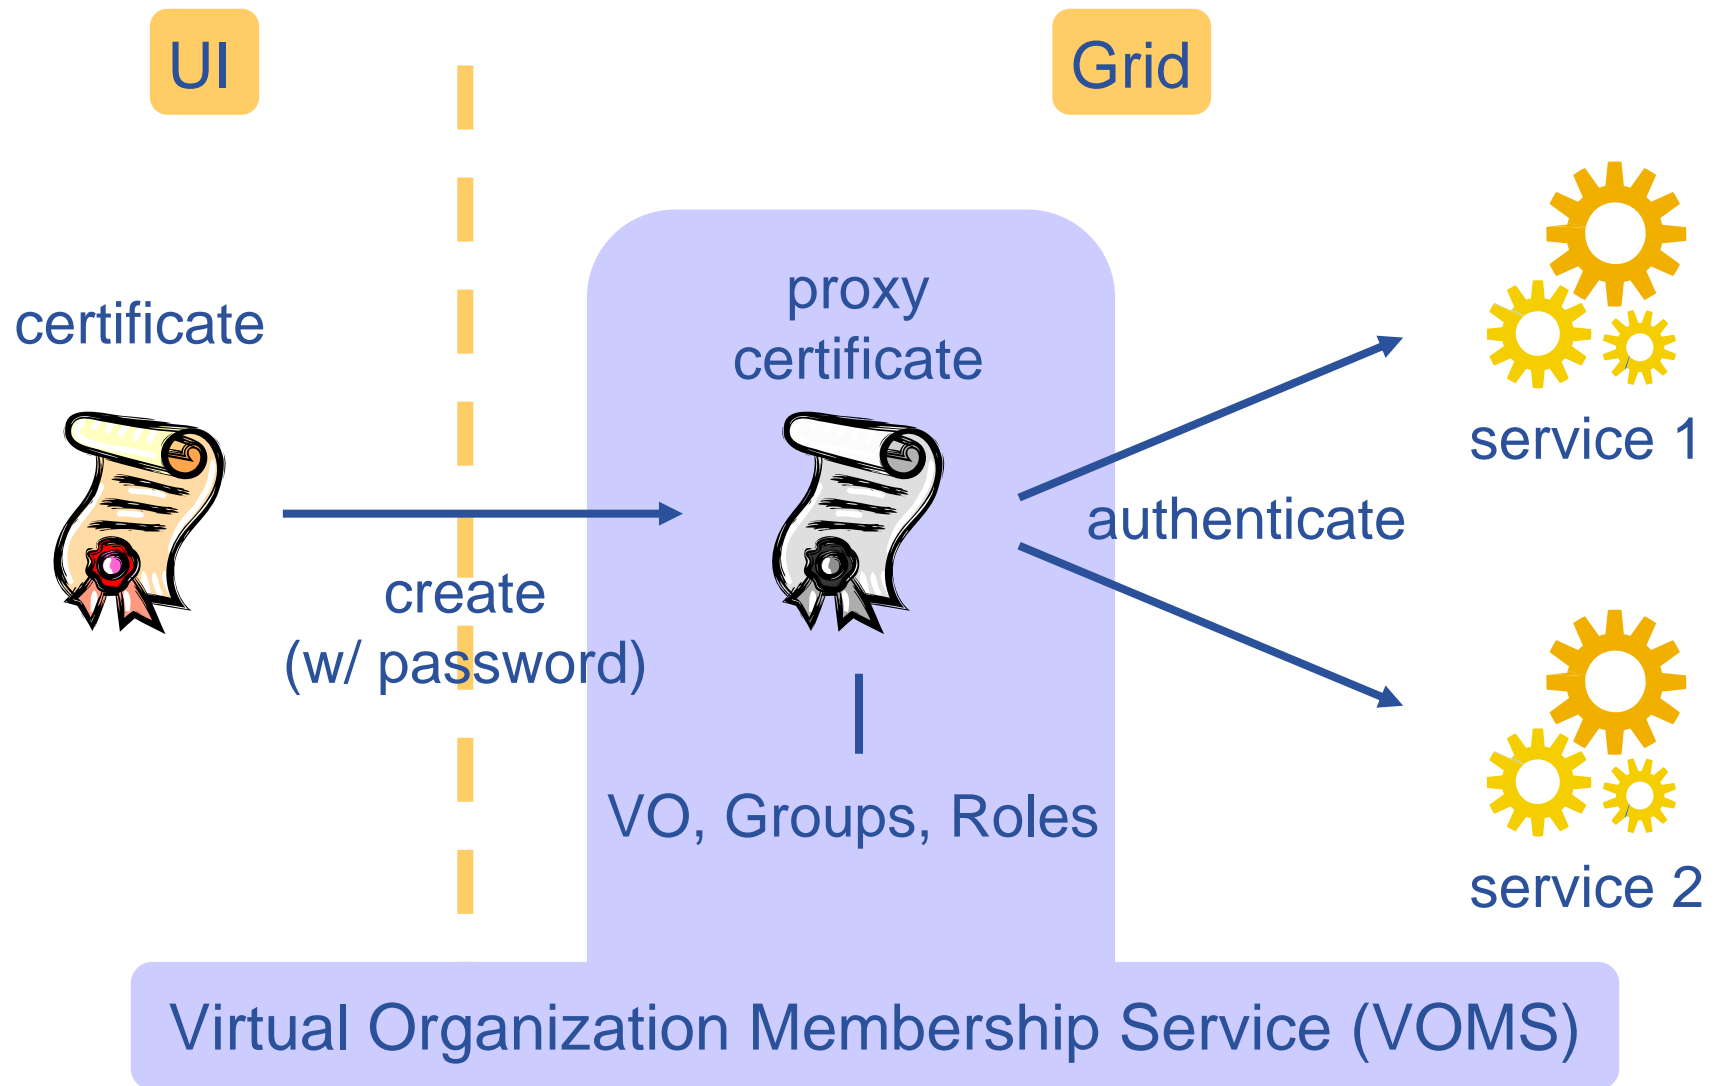 UI
Grid
certificate
proxy
certificate
service 1
authenticate
create
(w/ password)
VO, Groups, Roles
service 2
Virtual Organization Membership Service (VOMS)